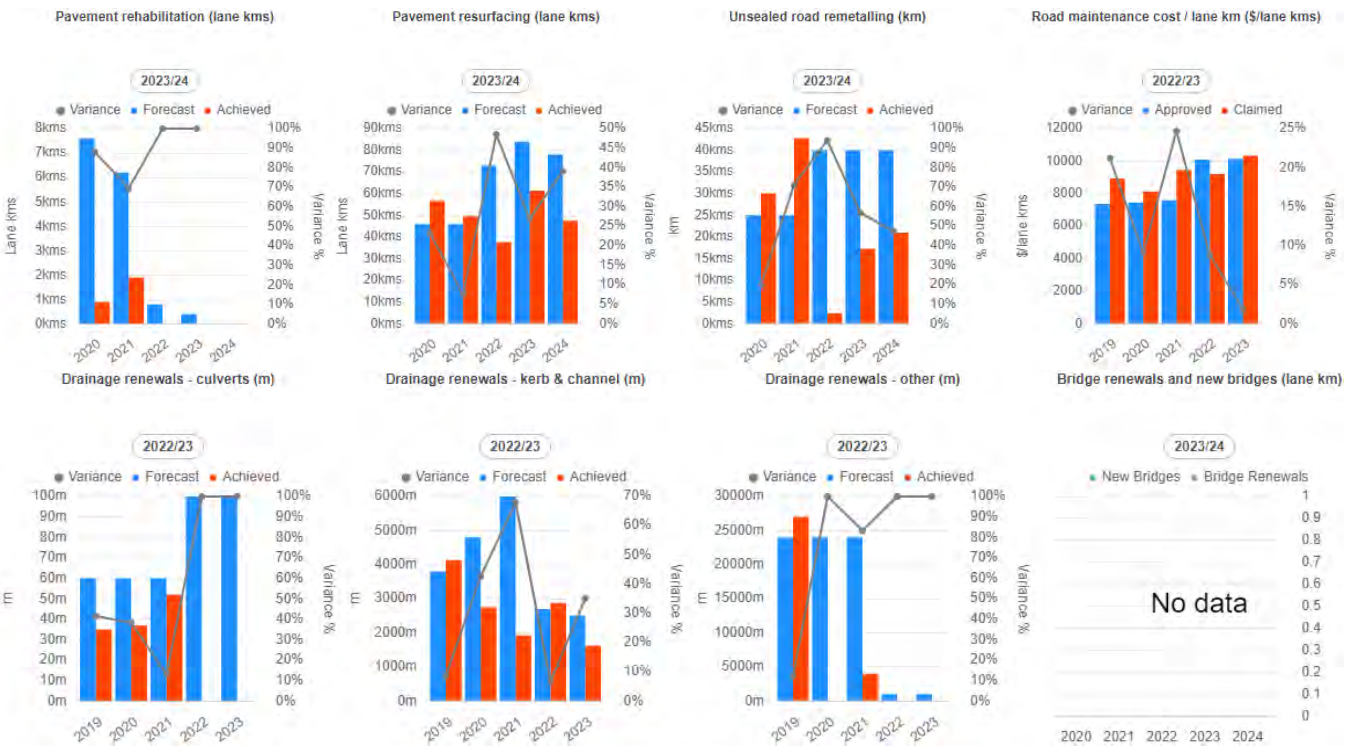 Pavement rehabilitation (lane kms)
2023/24
Variance Forecast Achieved
8kms
7kms
6kms
5kms
4kms
3kms
2kms
1kms
0kms
Lane kms
100%
90%
80%
70%
60%
50%
40%
30%
20%
10%
0%
Variance %
2020 2021 2022 2023 2024
Pavement resurfacing (lane kms)
2023/24
Variance Forecast Achieved
90kms
80kms
70kms
60kms
50kms
40kms
30kms
20kms
10kms
0kms
Lane kms
50%
45%
40%
35%
30%
25%
20%
15%
10%
5%
0%
Variance %
2020 2021 2022 2023 2024
Unsealed road remetalling (km)
2023/24
Variance Forecast Achieved
45kms
40kms
35kms
30kms
25kms
20kms
15kms
10kms
5kms
0kms
km
100%
90%
80%
70%
60%
50%
40%
30%
20%
10%
0%
Variance %
2020 2021 2022 2023 2024
Road maintenance cost / lane km ($/lane kms)
2022/23
Variance Approved Claimed
12000
10000
8000
6000
4000
2000
0
$/lane kms
25%
20%
15%
10%
5%
0%
Variance %
2019 2020 2021 2022 2023
Drainage renewals - culverts (m)
2022/23
Variance Forecast Achieved
100m
90m
80m
70m
60m
50m
40m
30m
20m
10m
0m
m
100%
90%
80%
70%
60%
50%
40%
30%
20%
10%
0%
Variance %
2019 2020 2021 2022 2023
Drainage renewals - kerb & channel (m)
2022/23
Variance Forecast Achieved
6000m
5000m
4000m
3000m
2000m
1000m
0m
m
70%
60%
50%
40%
30%
20%
10%
0%
Variance %
2019 2020 2021 2022 2023
Drainage renewals - other (m)
2022/23
Variance Forecast Achieved
30000m
25000m
20000m
15000m
10000m
5000m
0m
m
100%
90%
80%
70%
60%
50%
40%
30%
20%
10%
0%
Variance %
2019 2020 2021 2022 2023
Bridge renewals and new bridges (lane km)
2023/24
New Bridges Bridge Renewals
No data
1
0.9
0.8
0.7
0.6
0.5
0.4
0.3
0.2
0.1
0
2020 2021 2022 2023 2024